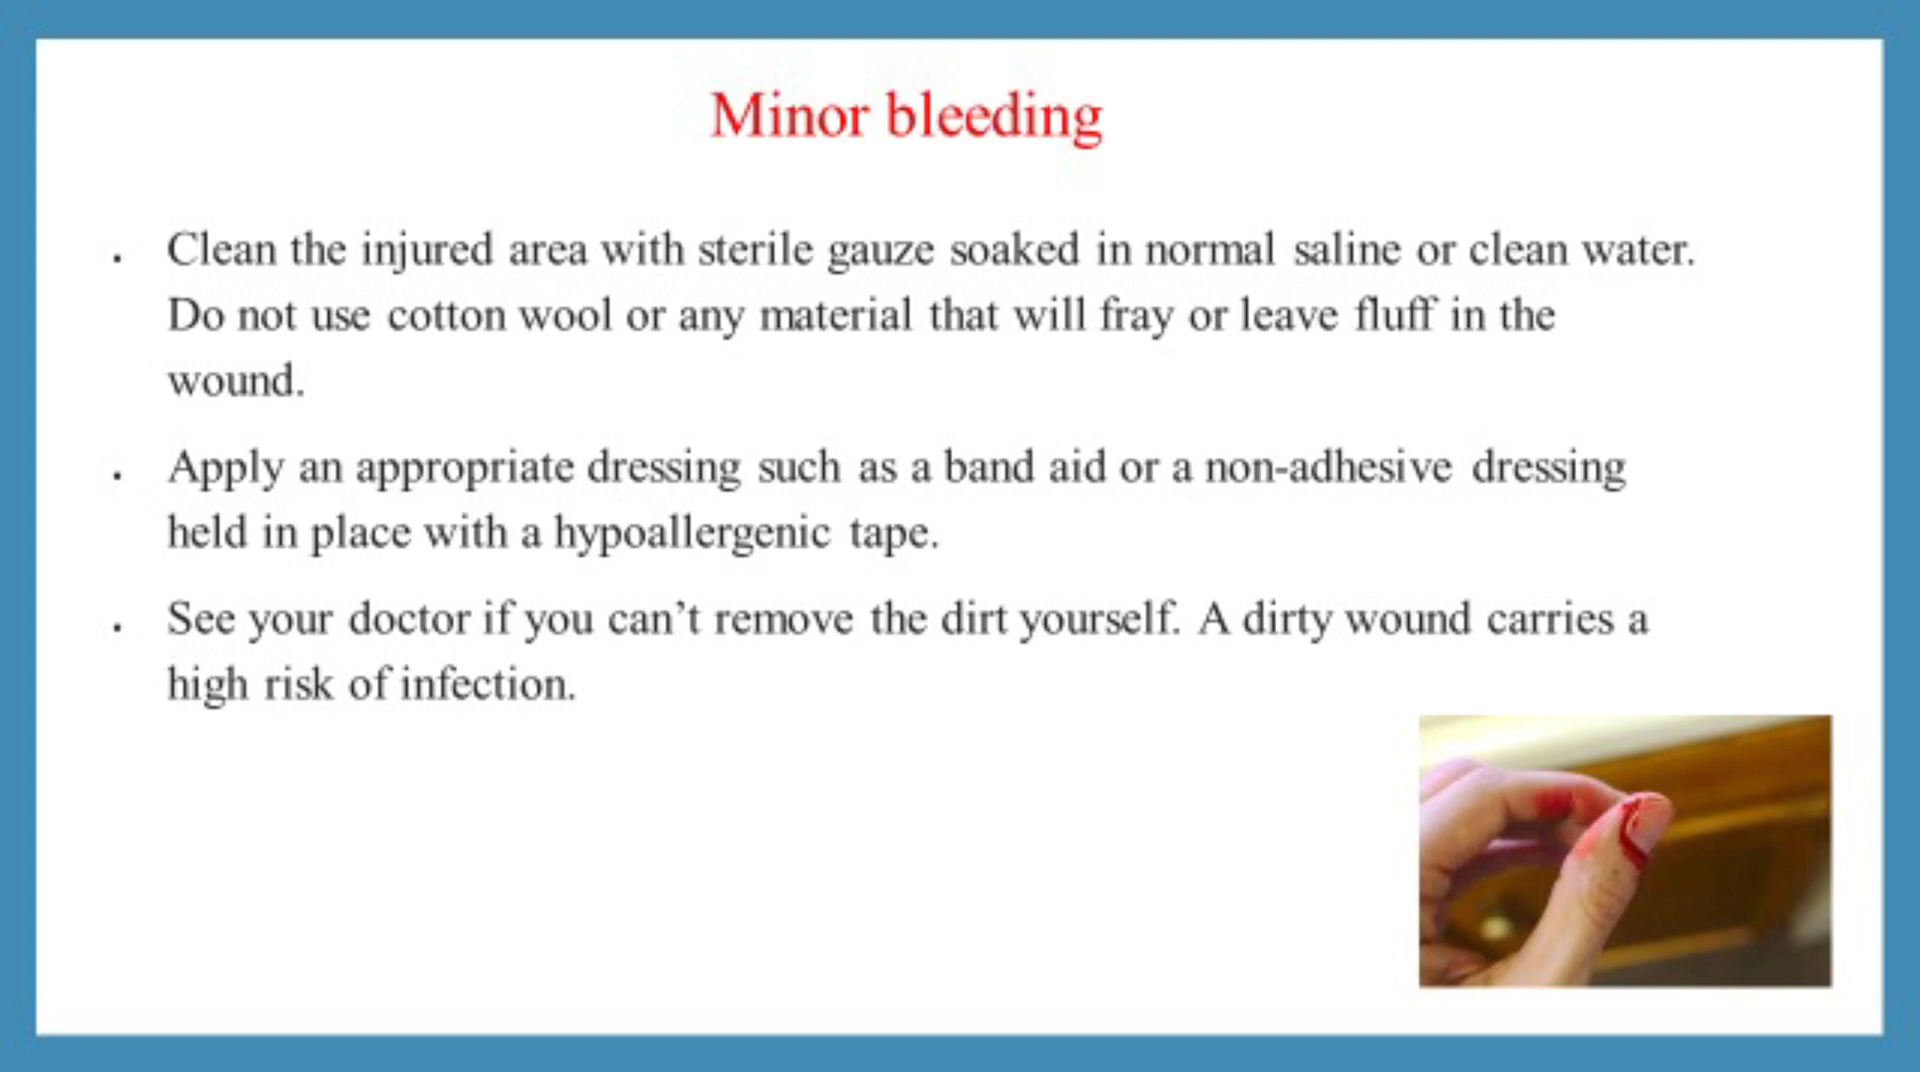 Minor bleeding
. Clean the injured area with sterile gauze soaked in normal saline or clean water.
Do not use cotton wool or any material that will fray or leave fluff in the
wound.
. Apply an appropriate dressing such as a band aid or a non-adhesive dressing
held in place with a hypoallergenic tape.
. See your doctor if you can’t remove the dirt yourself. A dirty wound carries a
high risk of infection.